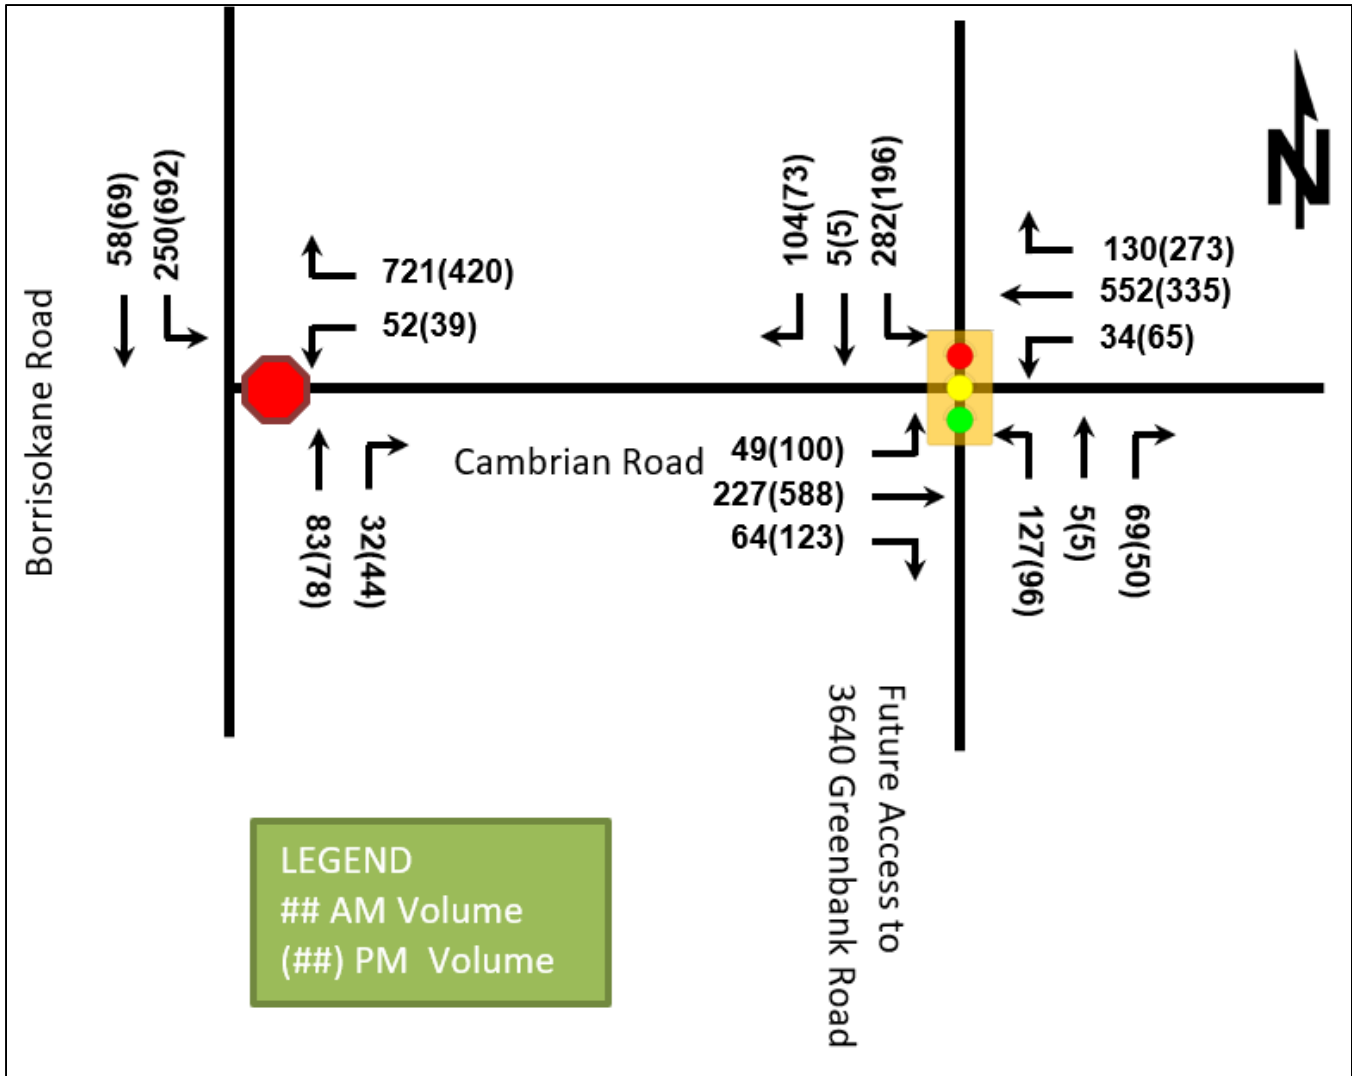 58(69)
250(692)
721(420)
52(39)
104(73)
5(5)
282(196)
130(273)
552(335)
34(65)
N
Borrisokane Road
83(78)
32(44)
Cambrian Road
49(100)
227(588)
64(123)
127(96)
5(5)
69(50)
Future Access to
3640 Greenbank Road
LEGEND
## AM Volume
(##) PM Volume